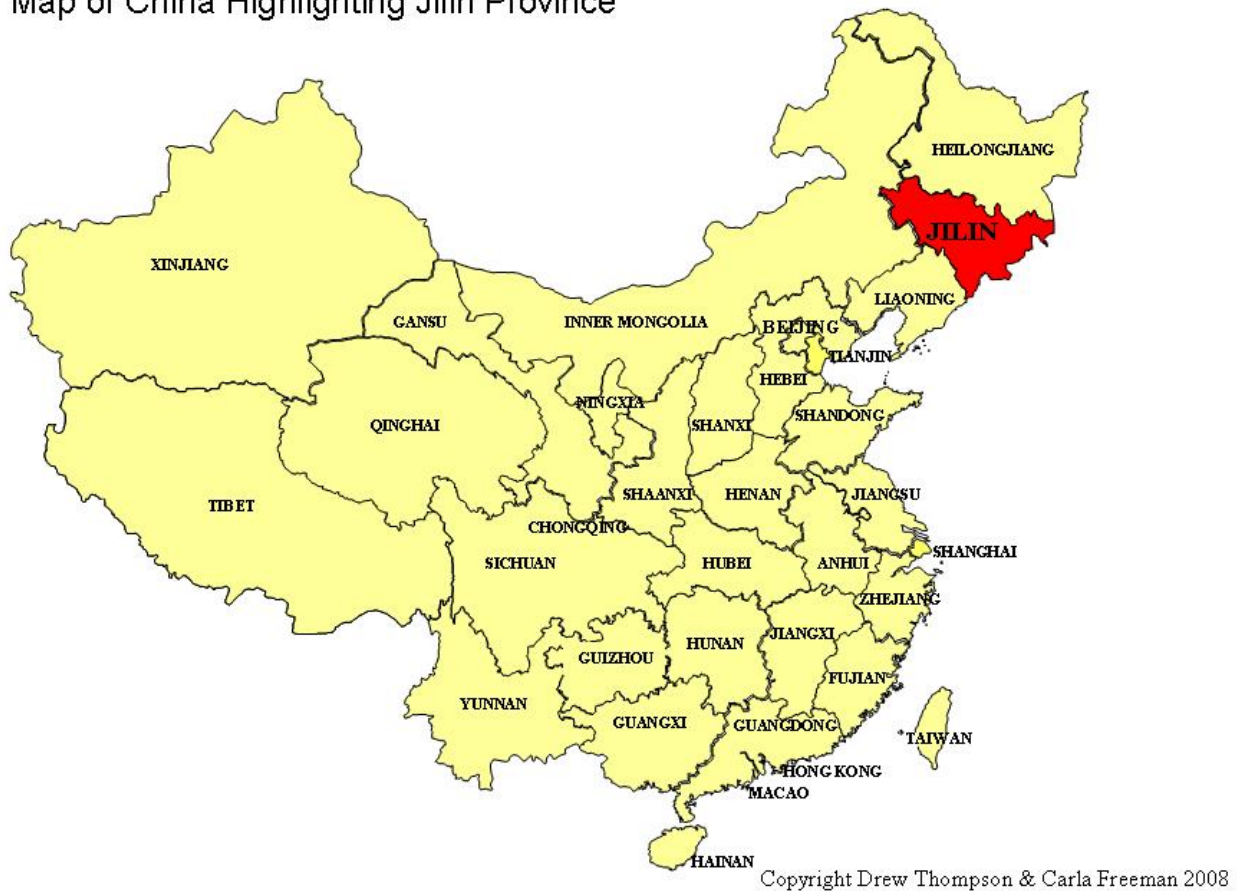 Map of China Highlighting Jilin Province
HEILONGJIANG
JILIN
XINJIANG
LIAONING
GANSU
INNER MONGOLIA
BEIJING
TIANJIN
HEBEI
NINGXIA
SHANXI
SHANDONG
QINGHAI
SHAANXI
HENAN
JIANGSU
TIBET
CHONGQING
SICHUAN
HUBEI
ANHUI
SHANGHAI
ZHEJIANG
JIANGXI
HUNAN
GUIZHOU
FUJIAN
YUNNAN
GUANGXI
GUANGDONG
TAIWAN
HONG KONG
MACAO
HAINAN
Copyright Drew Thompson & Carla Freeman 2008